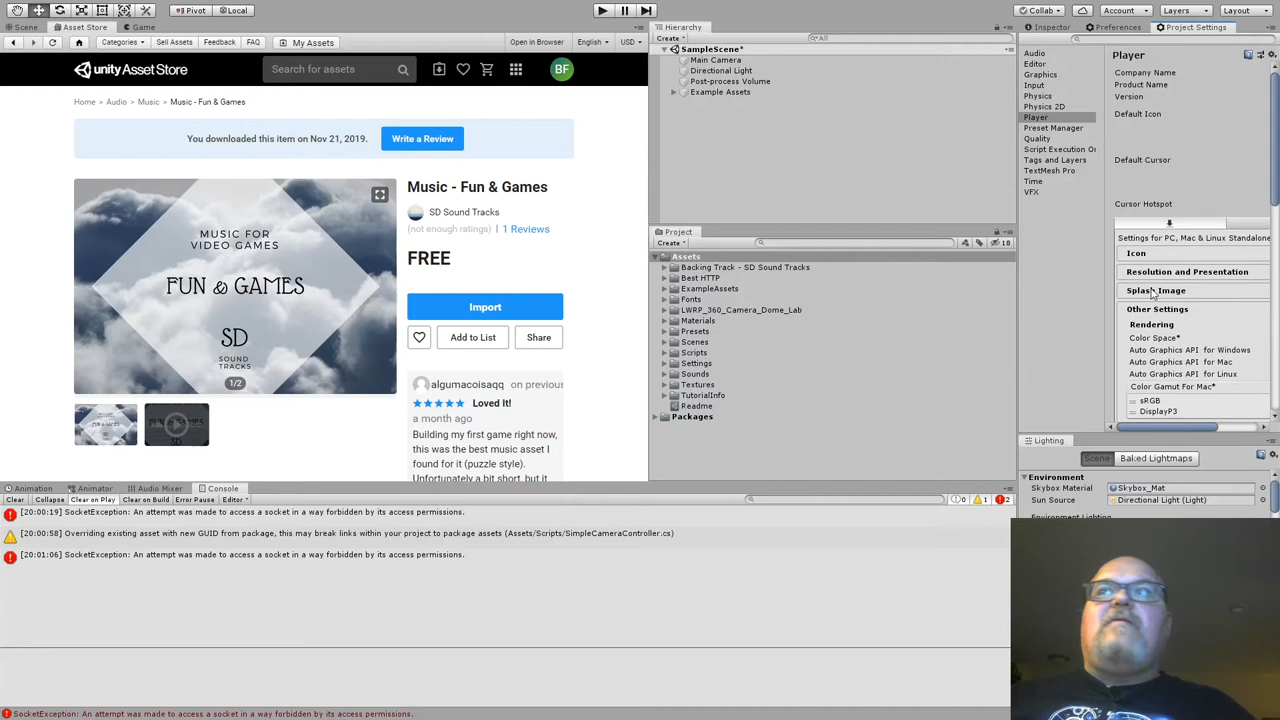 Pivot
Local
Collab
Account
Layers
Layout
Scene
Asset Store
Game
Categories
Sell Assets
Feedback
FAQ
My Assets
Open in Browser
English
USD
unity Asset Store
Search for assets
BF
Home > Audio > Music > Music - Fun & Games
You downloaded this item on Nov 21, 2019.
Write a Review
MUSIC FOR
VIDEO GAMES
FUN & GAMES
SD
SOUND
TRACKS
1/2
Music - Fun & Games
SD Sound Tracks
(not enough ratings) | 1 Reviews
FREE
Import
Add to List
Share
algumacoisaqq on previous
Loved It!
a month ago
Building my first game right now,
this was the best music asset I
found for it (puzzle style).
Unfortunately a bit short, but it
Hierarchy
Create
All
SampleScene*
Main Camera
Directional Light
Post-process Volume
Example Assets
Project
Create
18
Assets
Backing Track - SD Sound Tracks
Best HTTP
ExampleAssets
Fonts
LWRP_360_Camera_Dome_Lab
Materials
Presets
Scenes
Scripts
Settings
Sounds
Textures
TutorialInfo
Readme
Packages
Inspector
Preferences
Project Settings
Audio
Editor
Graphics
Input
Physics
Physics 2D
Player
Preset Manager
Quality
Script Execution Or
Tags and Layers
TextMesh Pro
Time
VFX
Player
Company Name
Product Name
Version
Default Icon
Default Cursor
Cursor Hotspot
Settings for PC, Mac & Linux Standalone
Icon
Resolution and Presentation
Splash Image
Other Settings
Rendering
Color Space*
Auto Graphics API for Windows
Auto Graphics API for Mac
Auto Graphics API for Linux
Color Gamut For Mac*
sRGB
DisplayP3
Lighting
Scene
Baked Lightmaps
Environment
Skybox Material
Skybox_Mat
Sun Source
Directional Light (Light)
Environment Lighting
Animation
Animator
Audio Mixer
Console
Clear
Collapse
Clear on Play
Clear on Build
Error Pause
Editor
0
1
2
[20:00:19] SocketException: An attempt was made to access a socket in a way forbidden by its access permissions.
[20:00:58] Overriding existing asset with new GUID from package, this may break links within your project to package assets (Assets/Scripts/SimpleCameraController.cs)
[20:01:06] SocketException: An attempt was made to access a socket in a way forbidden by its access permissions.
SocketException: An attempt was made to access a socket in a way forbidden by its access permissions.